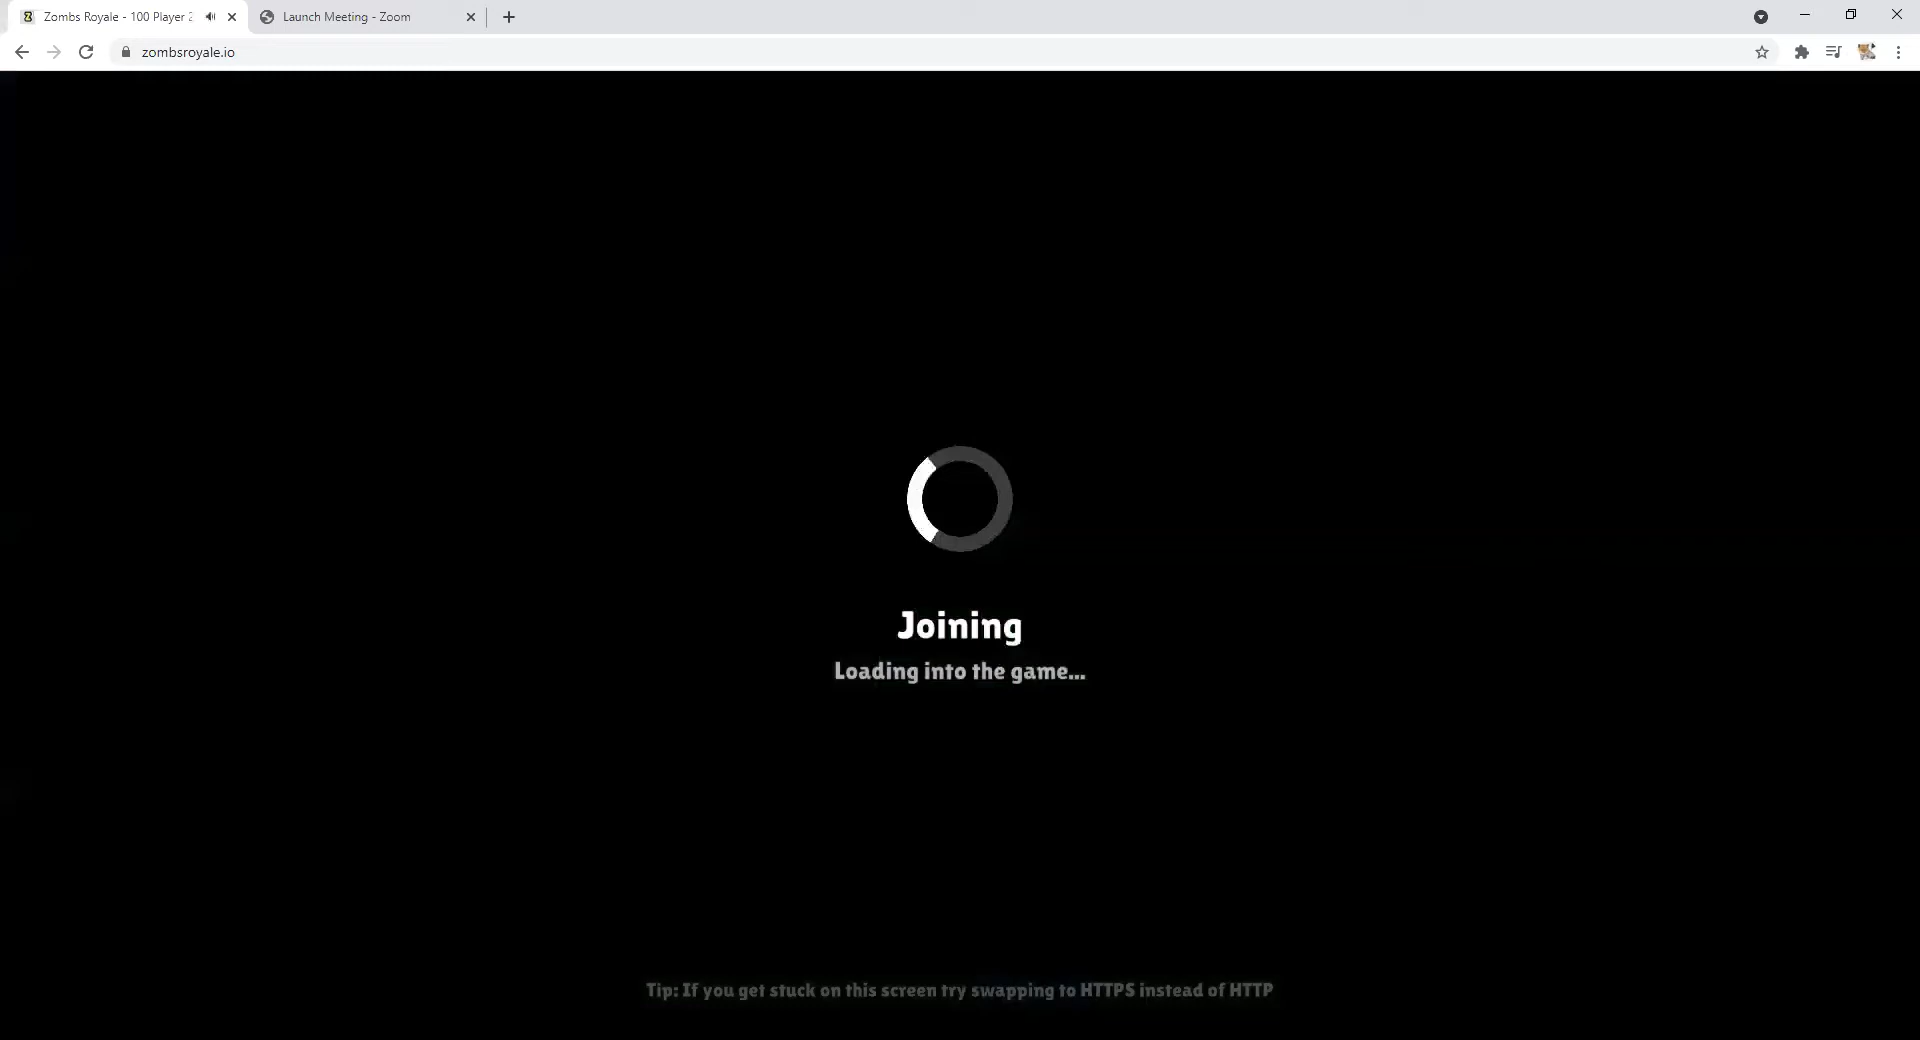 Zombs Royale - 100 Player 2
Launch Meeting - Zoom
zombsroyale.io
Joining
Loading into the game...
Tip: If you get stuck on this screen try swapping to HTTPS instead of HTTP